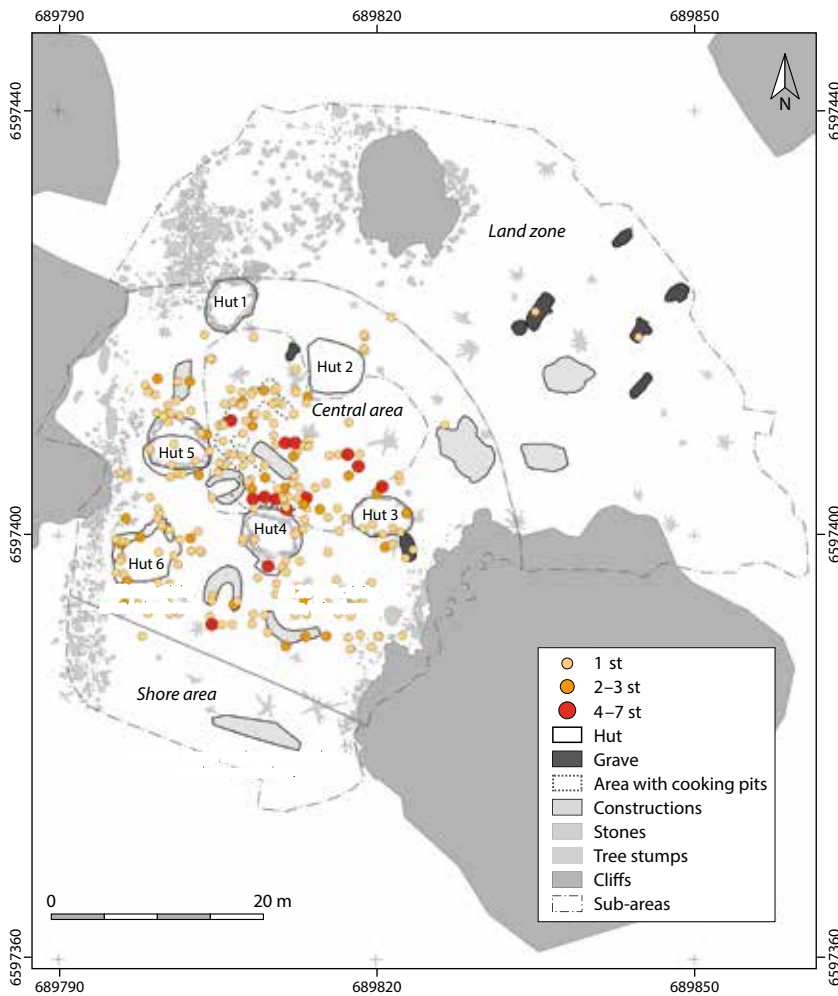 689790 689820 689850
6597440 6597440
N
Land zone
Hut 1
Hut 2
Central area
Hut 5
Hut 3
6597400 6597400
Hut4
Hut 6
Shore area
1 st
2–3 st
4–7 st
Hut
Grave
Area with cooking pits
Constructions
Stones
Tree stumps
Cliffs
Sub-areas
0 20 m
6597360 6597360
689790 689820 689850